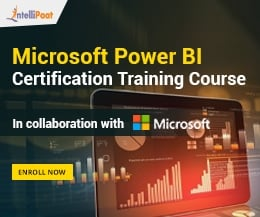 intelliPaat
Microsoft Power BI
Certification Training Course
In collaboration with Microsoft
ENROLL NOW